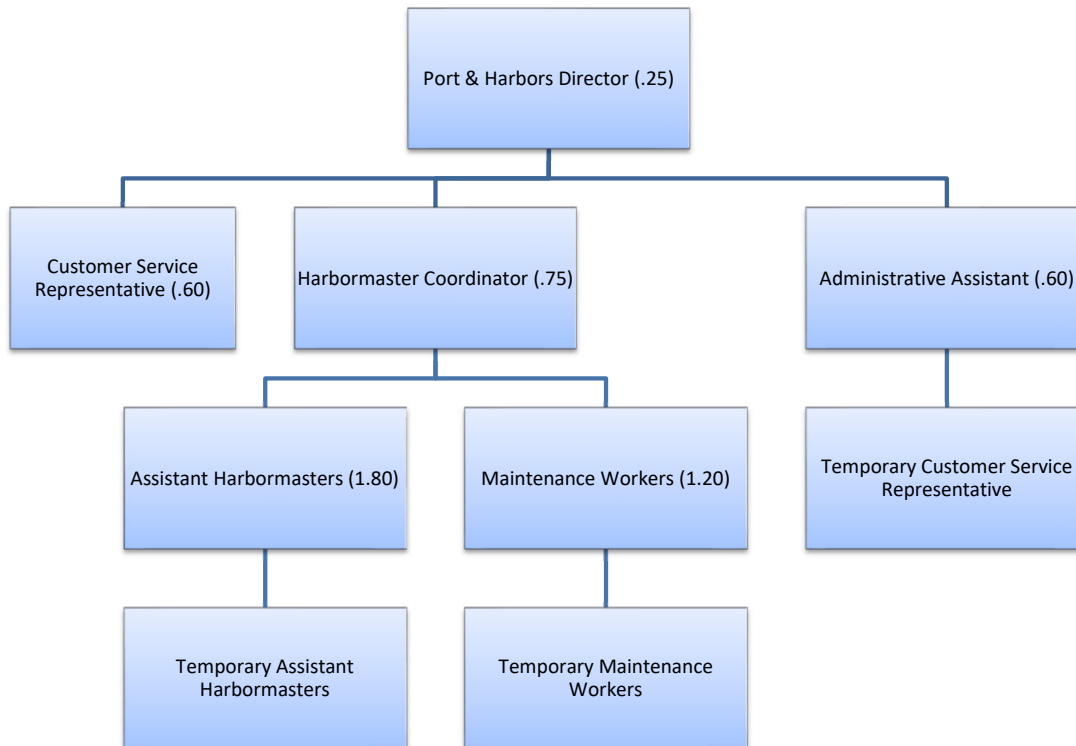 Port & Harbors Director (.25)
Customer Service
Representative (.60)
Harbormaster Coordinator (.75)
Administrative Assistant (.60)
Assistant Harbormasters (1.80)
Maintenance Workers (1.20)
Temporary Customer Service
Representative
Temporary Assistant
Harbormasters
Temporary Maintenance
Workers